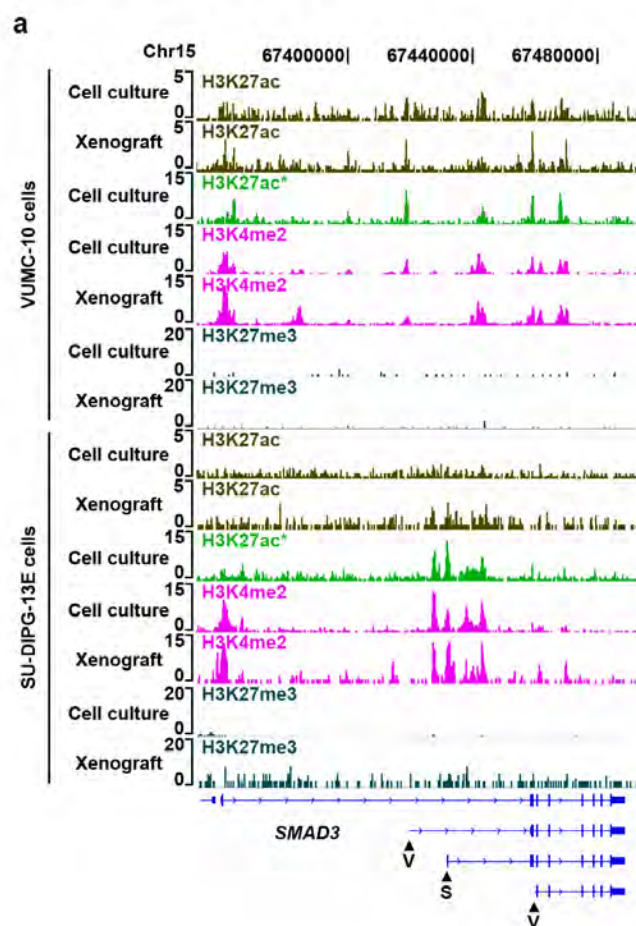 a
Chr15 67400000| 67440000| 67480000|
VUMC-10 cells
Cell culture 5 0 H3K27ac
Xenograft 5 0 H3K27ac
Cell culture 15 0 H3K27ac*
Cell culture 15 0 H3K4me2
Xenograft 15 0 H3K4me2
Cell culture 20 0 H3K27me3
Xenograft 20 0 H3K27me3
SU-DIPG-13E cells
Cell culture 5 0 H3K27ac
Xenograft 5 0 H3K27ac
Cell culture 15 0 H3K27ac*
Cell culture 15 0 H3K4me2
Xenograft 15 0 H3K4me2
Cell culture 20 0 H3K27me3
Xenograft 20 0 H3K27me3
SMAD3
V
S
V